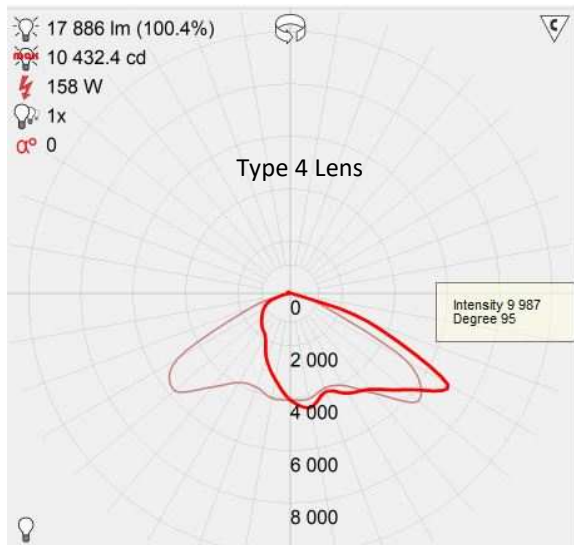 17 886 lm (100.4%)
max
10 432.4 cd
158 W
1x
α° 0
C
Type 4 Lens
0
Intensity 9 987
Degree 95
2 000
4 000
6 000
8 000